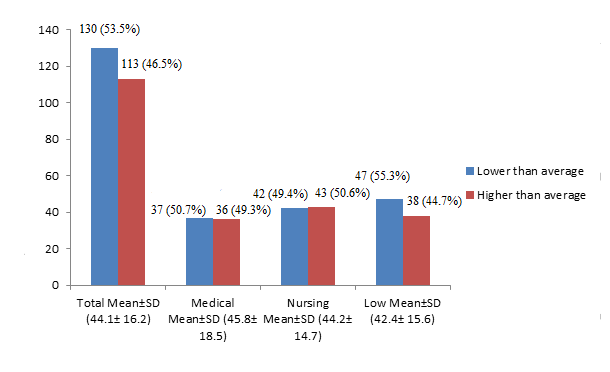 130 (53.5%)
113 (46.5%)
37 (50.7%)
36 (49.3%)
42 (49.4%)
43 (50.6%)
47 (55.3%)
38 (44.7%)
140
120
100
80
60
40
20
0
Total Mean±SD
(44.1± 16.2)
Medical
Mean±SD (45.8±
18.5)
Nursing
Mean±SD (44.2±
14.7)
Low Mean±SD
(42.4± 15.6)
Lower than average
Higher than average